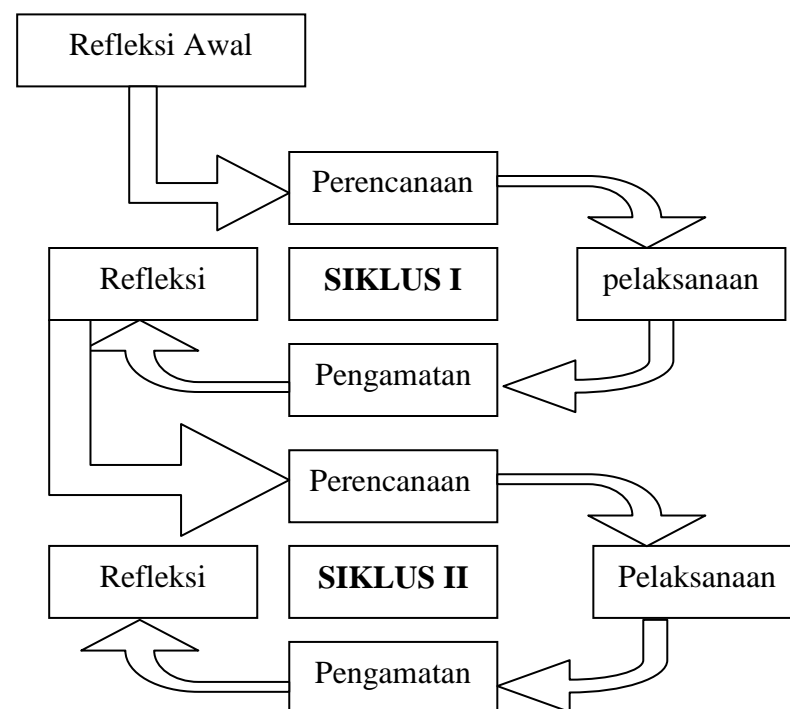 Refleksi Awal
Perencanaan
Refleksi
SIKLUS I
pelaksanaan
Pengamatan
Perencanaan
Refleksi
SIKLUS II
Pelaksanaan
Pengamatan